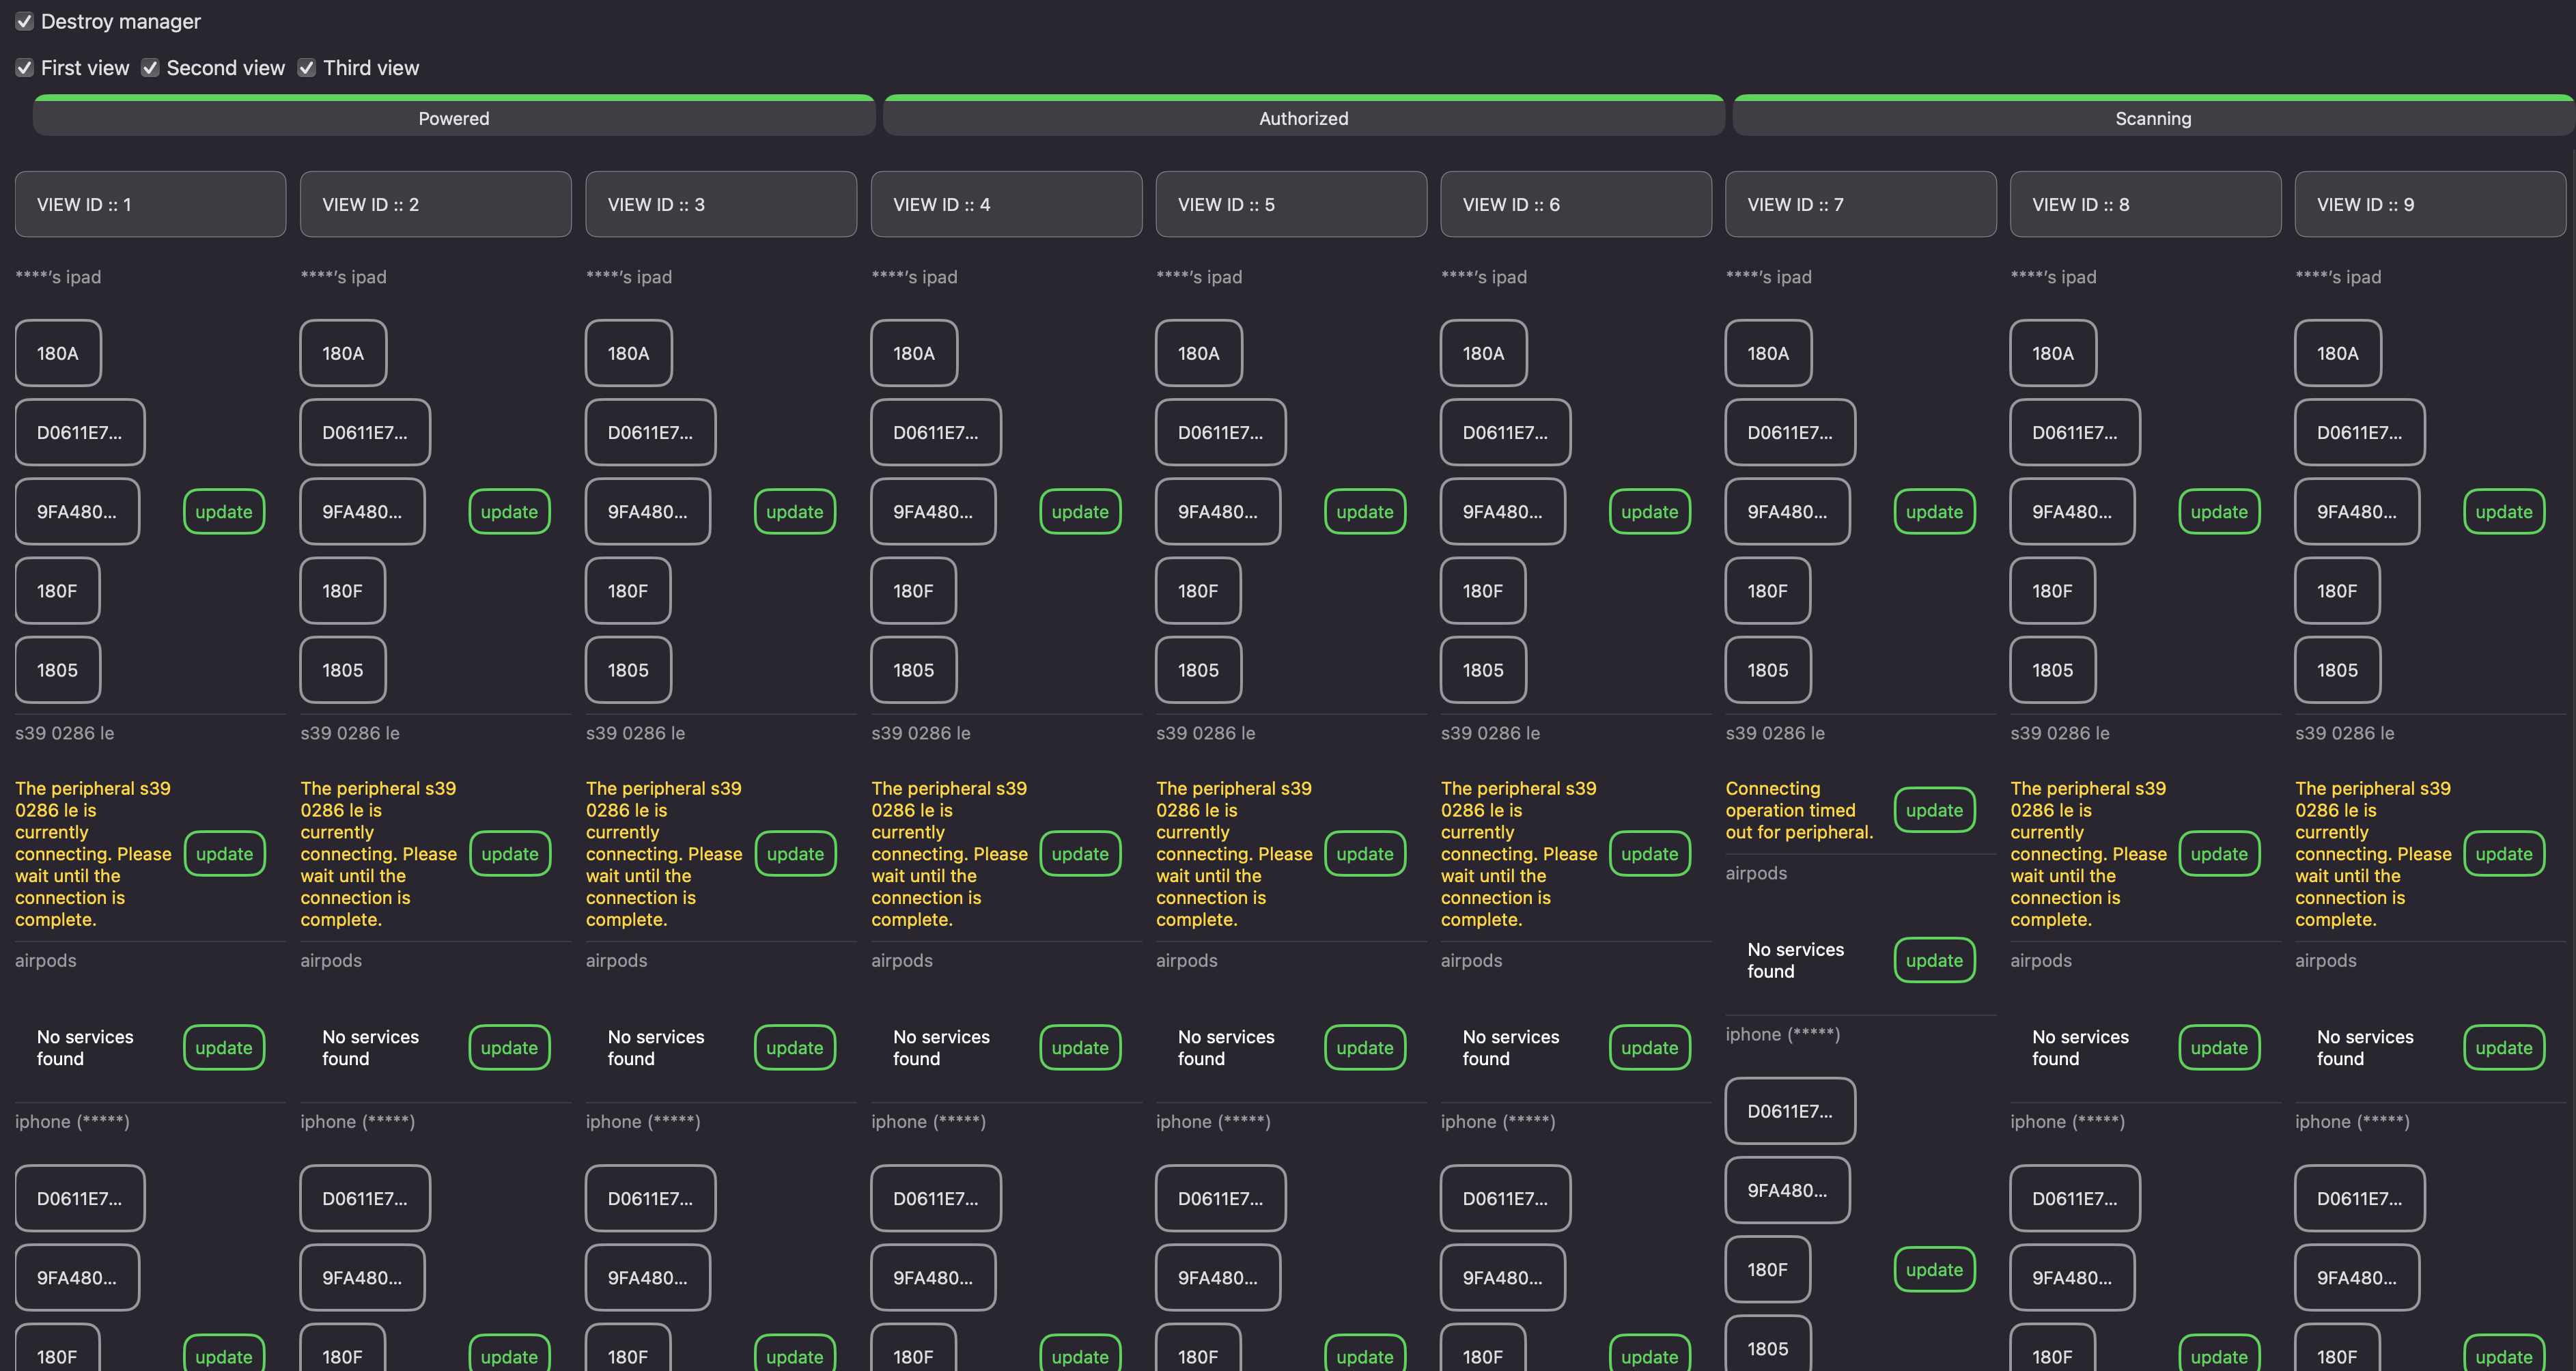 Destroy manager
First view Second view Third view
Powered Authorized Scanning
VIEW ID :: 1
****’s ipad
180A
D0611E7...
9FA480...
update
180F
1805
s39 0286 le
The peripheral s39
0286 le is
currently
connecting. Please
wait until the
connection is
complete.
update
airpods
No services
found
update
iphone (*****)
D0611E7...
9FA480...
180F
update
VIEW ID :: 2
****’s ipad
180A
D0611E7...
9FA480...
update
180F
1805
s39 0286 le
The peripheral s39
0286 le is
currently
connecting. Please
wait until the
connection is
complete.
update
airpods
No services
found
update
iphone (*****)
D0611E7...
9FA480...
180F
update
VIEW ID :: 3
****’s ipad
180A
D0611E7...
9FA480...
update
180F
1805
s39 0286 le
The peripheral s39
0286 le is
currently
connecting. Please
wait until the
connection is
complete.
update
airpods
No services
found
update
iphone (*****)
D0611E7...
9FA480...
180F
update
VIEW ID :: 4
****’s ipad
180A
D0611E7...
9FA480...
update
180F
1805
s39 0286 le
The peripheral s39
0286 le is
currently
connecting. Please
wait until the
connection is
complete.
update
airpods
No services
found
update
iphone (*****)
D0611E7...
9FA480...
180F
update
VIEW ID :: 5
****’s ipad
180A
D0611E7...
9FA480...
update
180F
1805
s39 0286 le
The peripheral s39
0286 le is
currently
connecting. Please
wait until the
connection is
complete.
update
airpods
No services
found
update
iphone (*****)
D0611E7...
9FA480...
180F
update
VIEW ID :: 6
****’s ipad
180A
D0611E7...
9FA480...
update
180F
1805
s39 0286 le
The peripheral s39
0286 le is
currently
connecting. Please
wait until the
connection is
complete.
update
airpods
No services
found
update
iphone (*****)
D0611E7...
9FA480...
180F
update
VIEW ID :: 7
****’s ipad
180A
D0611E7...
9FA480...
update
180F
1805
s39 0286 le
Connecting
operation timed
out for peripheral.
update
airpods
No services
found
update
iphone (*****)
D0611E7...
9FA480...
180F
update
1805
VIEW ID :: 8
****’s ipad
180A
D0611E7...
9FA480...
update
180F
1805
s39 0286 le
The peripheral s39
0286 le is
currently
connecting. Please
wait until the
connection is
complete.
update
airpods
No services
found
update
iphone (*****)
D0611E7...
9FA480...
180F
update
VIEW ID :: 9
****’s ipad
180A
D0611E7...
9FA480...
update
180F
1805
s39 0286 le
The peripheral s39
0286 le is
currently
connecting. Please
wait until the
connection is
complete.
update
airpods
No services
found
update
iphone (*****)
D0611E7...
9FA480...
180F
update